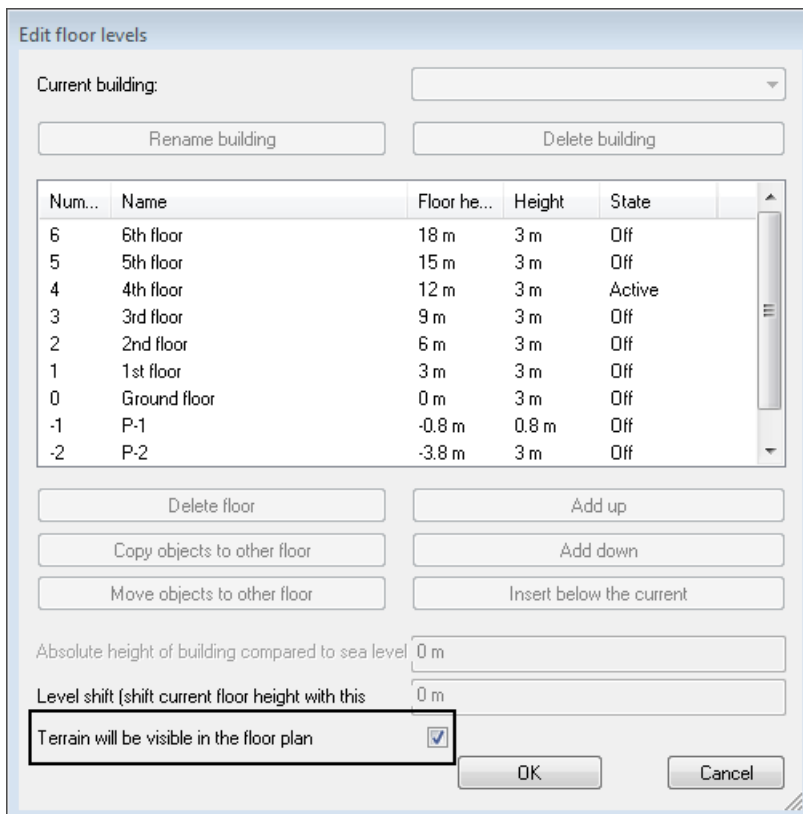 Edit floor levels
Current building:
Rename building Delete building
Num... Name Floor he... Height State
6 6th floor 18 m 3 m Off
5 5th floor 15 m 3 m Off
4 4th floor 12 m 3 m Active
3 3rd floor 9 m 3 m Off
2 2nd floor 6 m 3 m Off
1 1st floor 3 m 3 m Off
0 Ground floor 0 m 3 m Off
-1 P-1 -0.8 m 0.8 m Off
-2 P-2 -3.8 m 3 m Off
Delete floor Add up
Copy objects to other floor Add down
Move objects to other floor Insert below the current
Absolute height of building compared to sea level 0 m
Level shift (shift current floor height with this 0 m
Terrain will be visible in the floor plan
OK Cancel